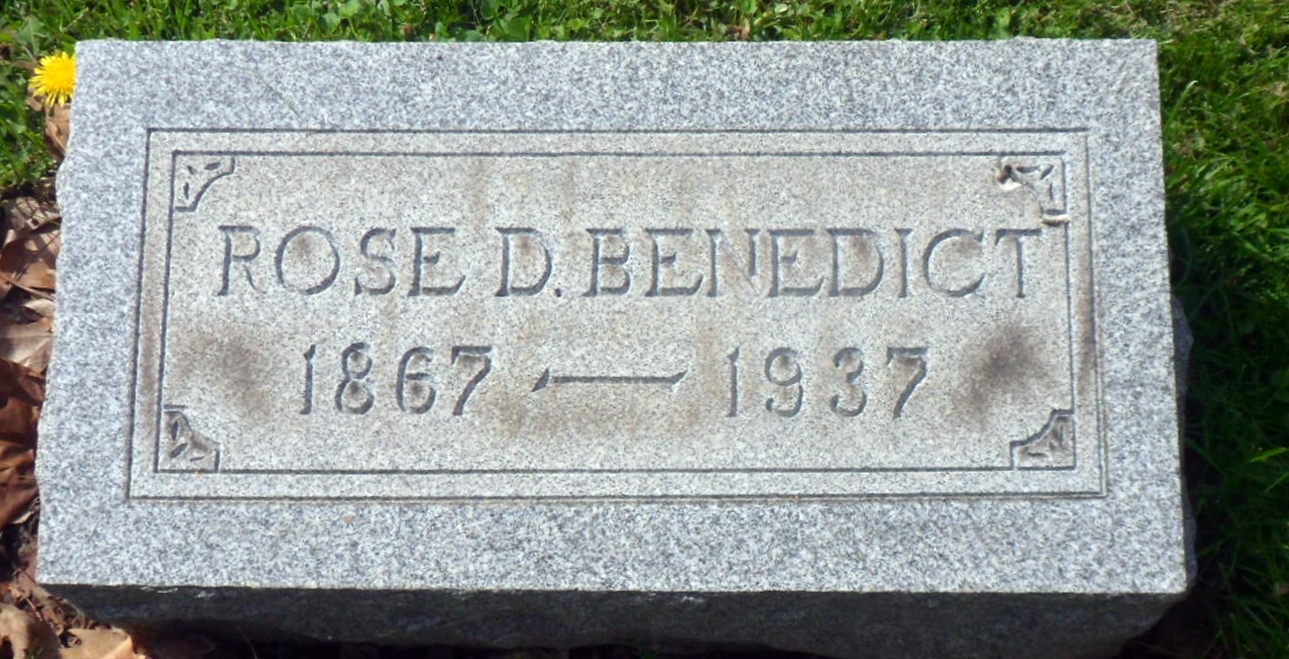 ROSE D. BENEDICT
1867 — 1937